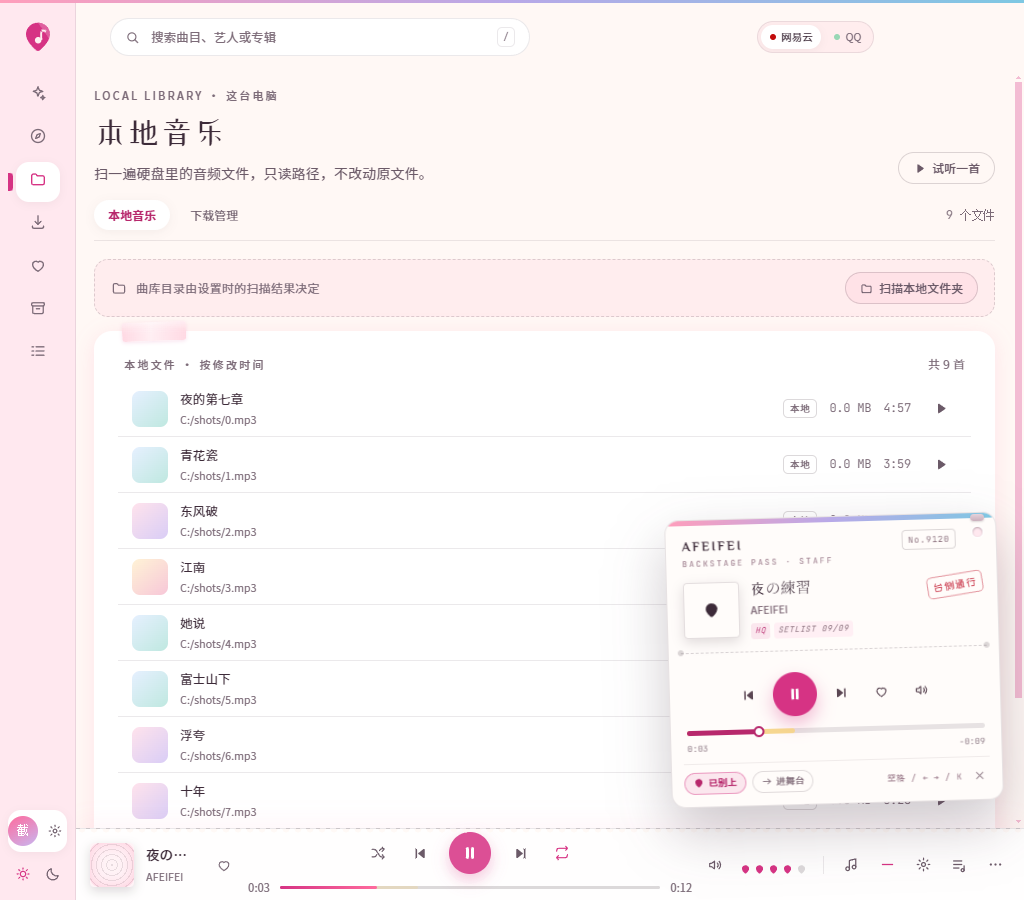 搜索曲目、艺人或专辑
/
网易云
QQ
LOCAL LIBRARY • 这台电脑
本地音乐
扫一遍硬盘里的音频文件，只读路径，不改动原文件。
试听一首
本地音乐
下载管理
9 个文件
曲库目录由设置时的扫描结果决定
扫描本地文件夹
本地文件 • 按修改时间
共 9 首
夜的第七章
C:/shots/0.mp3
本地 0.0 MB 4:57
青花瓷
C:/shots/1.mp3
本地 0.0 MB 3:59
东风破
C:/shots/2.mp3
江南
C:/shots/3.mp3
她说
C:/shots/4.mp3
富士山下
C:/shots/5.mp3
浮夸
C:/shots/6.mp3
十年
C:/shots/7.mp3
AFEIFEI
No.9120
BACKSTAGE PASS · STAFF
夜の練習
AFEIFEI
HQ SETLIST 09/09
0:03
-0:09
已别上
→ 进舞台
空格 / ← → / K
截
夜の…
AFEIFEI
0:03
0:12